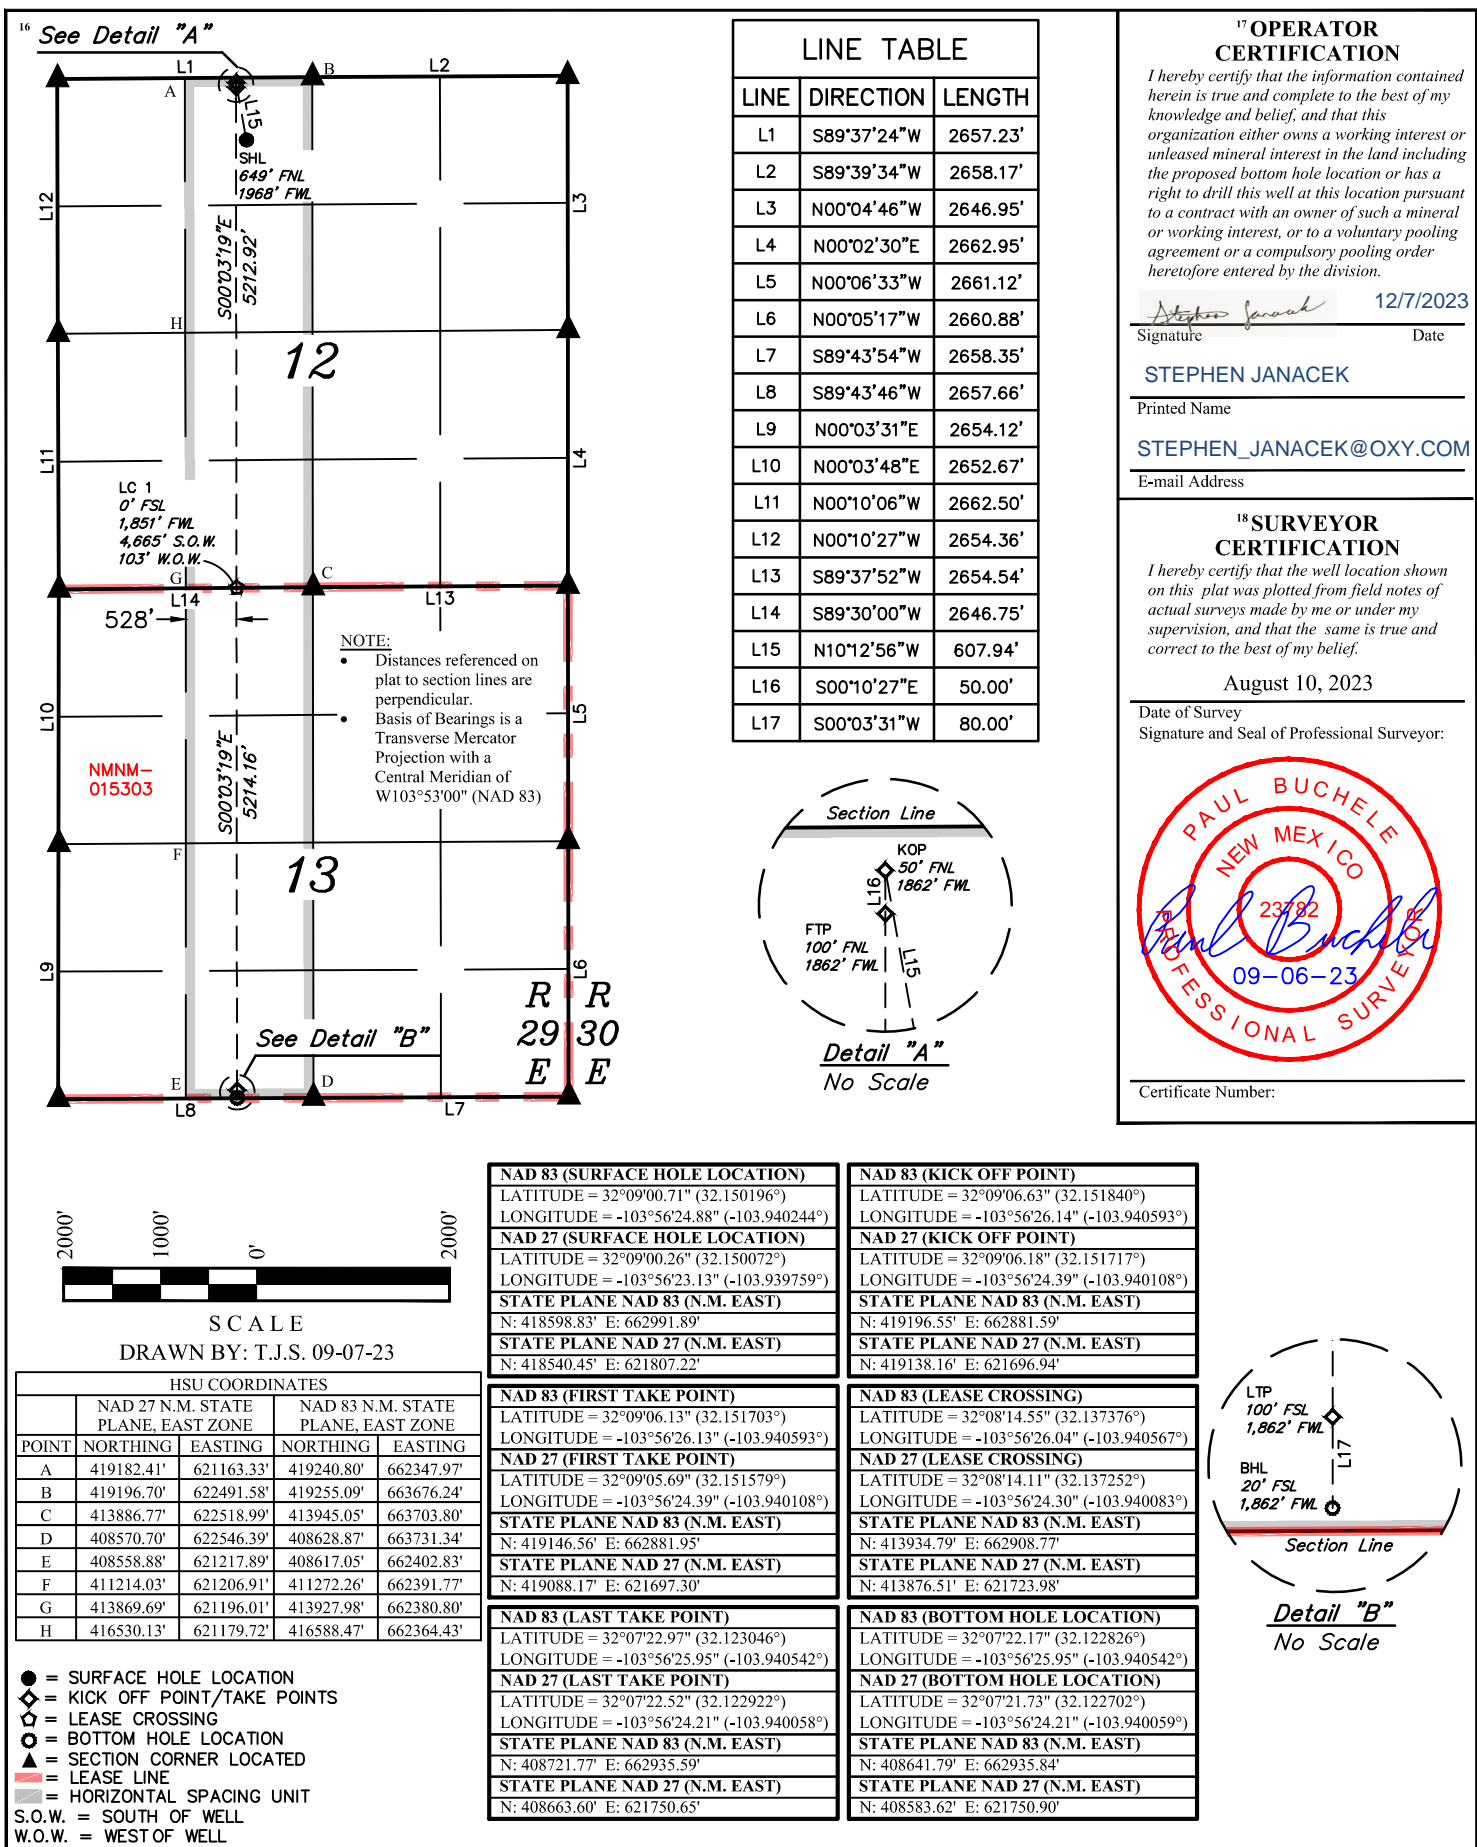 16 See Detail "A"
L1
B
L2
A
L15
SHL
649' FNL
1968' FWL
L12
L3
S00°03'19"E
5212.92'
H
12
L11
L4
LC 1
0' FSL
1,851' FWL
4,665' S.O.W.
103' W.O.W.
G
C
L14
L13
528'
NOTE:
• Distances referenced on
plat to section lines are
perpendicular.
• Basis of Bearings is a
Transverse Mercator
Projection with a
Central Meridian of
W103°53'00" (NAD 83)
L10
L5
NMNM-
015303
S00°03'19"E
5214.16'
F
13
L9
L6
R R
29 30
E E
See Detail "B"
E
D
L8
L7
LINE TABLE
LINE DIRECTION LENGTH
L1 S89°37'24"W 2657.23'
L2 S89°39'34"W 2658.17'
L3 N00°04'46"W 2646.95'
L4 N00°02'30"E 2662.95'
L5 N00°06'33"W 2661.12'
L6 N00°05'17"W 2660.88'
L7 S89°43'54"W 2658.35'
L8 S89°43'46"W 2657.66'
L9 N00°03'31"E 2654.12'
L10 N00°03'48"E 2652.67'
L11 N00°10'06"W 2662.50'
L12 N00°10'27"W 2654.36'
L13 S89°37'52"W 2654.54'
L14 S89°30'00"W 2646.75'
L15 N10°12'56"W 607.94'
L16 S00°10'27"E 50.00'
L17 S00°03'31"W 80.00'
Section Line
KOP
50' FNL
1862' FWL
L16
FTP
100' FNL
1862' FWL
L15
Detail "A"
No Scale
17 OPERATOR
CERTIFICATION
I hereby certify that the information contained
herein is true and complete to the best of my
knowledge and belief, and that this
organization either owns a working interest or
unleased mineral interest in the land including
the proposed bottom hole location or has a
right to drill this well at this location pursuant
to a contract with an owner of such a mineral
or working interest, or to a voluntary pooling
agreement or a compulsory pooling order
heretofore entered by the division.
Stephen Janacek 12/7/2023
Signature Date
STEPHEN JANACEK
Printed Name
STEPHEN_JANACEK@OXY.COM
E-mail Address
18 SURVEYOR
CERTIFICATION
I hereby certify that the well location shown
on this plat was plotted from field notes of
actual surveys made by me or under my
supervision, and that the same is true and
correct to the best of my belief.
August 10, 2023
Date of Survey
Signature and Seal of Professional Surveyor:
PAUL BUCHELE
NEW MEXICO
23782
Paul Buchele
09-06-23
PROFESSIONAL SURVEYOR
Certificate Number:
2000' 1000' 0' 2000'
SCALE
DRAWN BY: T.J.S. 09-07-23
HSU COORDINATES
NAD 27 N.M. STATE PLANE, EAST ZONE NAD 83 N.M. STATE PLANE, EAST ZONE
POINT NORTHING EASTING NORTHING EASTING
A 419182.41' 621163.33' 419240.80' 662347.97'
B 419196.70' 622491.58' 419255.09' 663676.24'
C 413886.77' 622518.99' 413945.05' 663703.80'
D 408570.70' 622546.39' 408628.87' 663731.34'
E 408558.88' 621217.89' 408617.05' 662402.83'
F 411214.03' 621206.91' 411272.26' 662391.77'
G 413869.69' 621196.01' 413927.98' 662380.80'
H 416530.13' 621179.72' 416588.47' 662364.43'
= SURFACE HOLE LOCATION
= KICK OFF POINT/TAKE POINTS
= LEASE CROSSING
= BOTTOM HOLE LOCATION
= SECTION CORNER LOCATED
= LEASE LINE
= HORIZONTAL SPACING UNIT
S.O.W. = SOUTH OF WELL
W.O.W. = WEST OF WELL
NAD 83 (SURFACE HOLE LOCATION)
LATITUDE = 32°09'00.71" (32.150196°)
LONGITUDE = -103°56'24.88" (-103.940244°)
NAD 27 (SURFACE HOLE LOCATION)
LATITUDE = 32°09'00.26" (32.150072°)
LONGITUDE = -103°56'23.13" (-103.939759°)
STATE PLANE NAD 83 (N.M. EAST)
N: 418598.83' E: 662991.89'
STATE PLANE NAD 27 (N.M. EAST)
N: 418540.45' E: 621807.22'
NAD 83 (KICK OFF POINT)
LATITUDE = 32°09'06.63" (32.151840°)
LONGITUDE = -103°56'26.14" (-103.940593°)
NAD 27 (KICK OFF POINT)
LATITUDE = 32°09'06.18" (32.151717°)
LONGITUDE = -103°56'24.39" (-103.940108°)
STATE PLANE NAD 83 (N.M. EAST)
N: 419196.55' E: 662881.59'
STATE PLANE NAD 27 (N.M. EAST)
N: 419138.16' E: 621696.94'
NAD 83 (FIRST TAKE POINT)
LATITUDE = 32°09'06.13" (32.151703°)
LONGITUDE = -103°56'26.13" (-103.940593°)
NAD 27 (FIRST TAKE POINT)
LATITUDE = 32°09'05.69" (32.151579°)
LONGITUDE = -103°56'24.39" (-103.940108°)
STATE PLANE NAD 83 (N.M. EAST)
N: 419146.56' E: 662881.95'
STATE PLANE NAD 27 (N.M. EAST)
N: 419088.17' E: 621697.30'
NAD 83 (LEASE CROSSING)
LATITUDE = 32°08'14.55" (32.137376°)
LONGITUDE = -103°56'26.04" (-103.940567°)
NAD 27 (LEASE CROSSING)
LATITUDE = 32°08'14.11" (32.137252°)
LONGITUDE = -103°56'24.30" (-103.940083°)
STATE PLANE NAD 83 (N.M. EAST)
N: 413934.79' E: 662908.77'
STATE PLANE NAD 27 (N.M. EAST)
N: 413876.51' E: 621723.98'
NAD 83 (LAST TAKE POINT)
LATITUDE = 32°07'22.97" (32.123046°)
LONGITUDE = -103°56'25.95" (-103.940542°)
NAD 27 (LAST TAKE POINT)
LATITUDE = 32°07'22.52" (32.122922°)
LONGITUDE = -103°56'24.21" (-103.940058°)
STATE PLANE NAD 83 (N.M. EAST)
N: 408721.77' E: 662935.59'
STATE PLANE NAD 27 (N.M. EAST)
N: 408663.60' E: 621750.65'
NAD 83 (BOTTOM HOLE LOCATION)
LATITUDE = 32°07'22.17" (32.122826°)
LONGITUDE = -103°56'25.95" (-103.940542°)
NAD 27 (BOTTOM HOLE LOCATION)
LATITUDE = 32°07'21.73" (32.122702°)
LONGITUDE = -103°56'24.21" (-103.940059°)
STATE PLANE NAD 83 (N.M. EAST)
N: 408641.79' E: 662935.84'
STATE PLANE NAD 27 (N.M. EAST)
N: 408583.62' E: 621750.90'
LTP
100' FSL
1,862' FWL
L17
BHL
20' FSL
1,862' FWL
Section Line
Detail "B"
No Scale